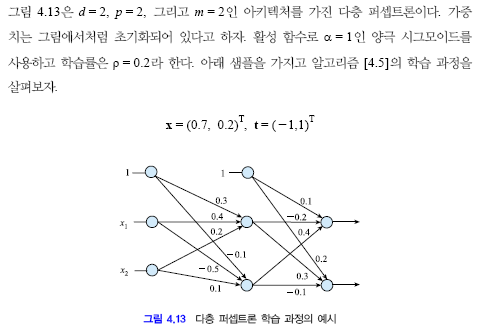 그림 4.13은 d = 2, p = 2, 그리고 m = 2인 아키텍처를 가진 다층 퍼셉트론이다. 가중
치는 그림에서처럼 초기화되어 있다고 하자. 활성 함수로 α = 1인 양극 시그모이드를
사용하고 학습률은 ρ = 0.2라 한다. 아래 샘플을 가지고 알고리즘 [4.5]의 학습 과정을
살펴보자.
x = (0.7, 0.2)ᵀ, t = (−1,1)ᵀ
1
1
0.3
0.1
x₁
0.4
−0.2
0.2
0.4
−0.1
0.2
x₂
−0.5
0.3
0.1
−0.1
그림 4.13 다층 퍼셉트론 학습 과정의 예시